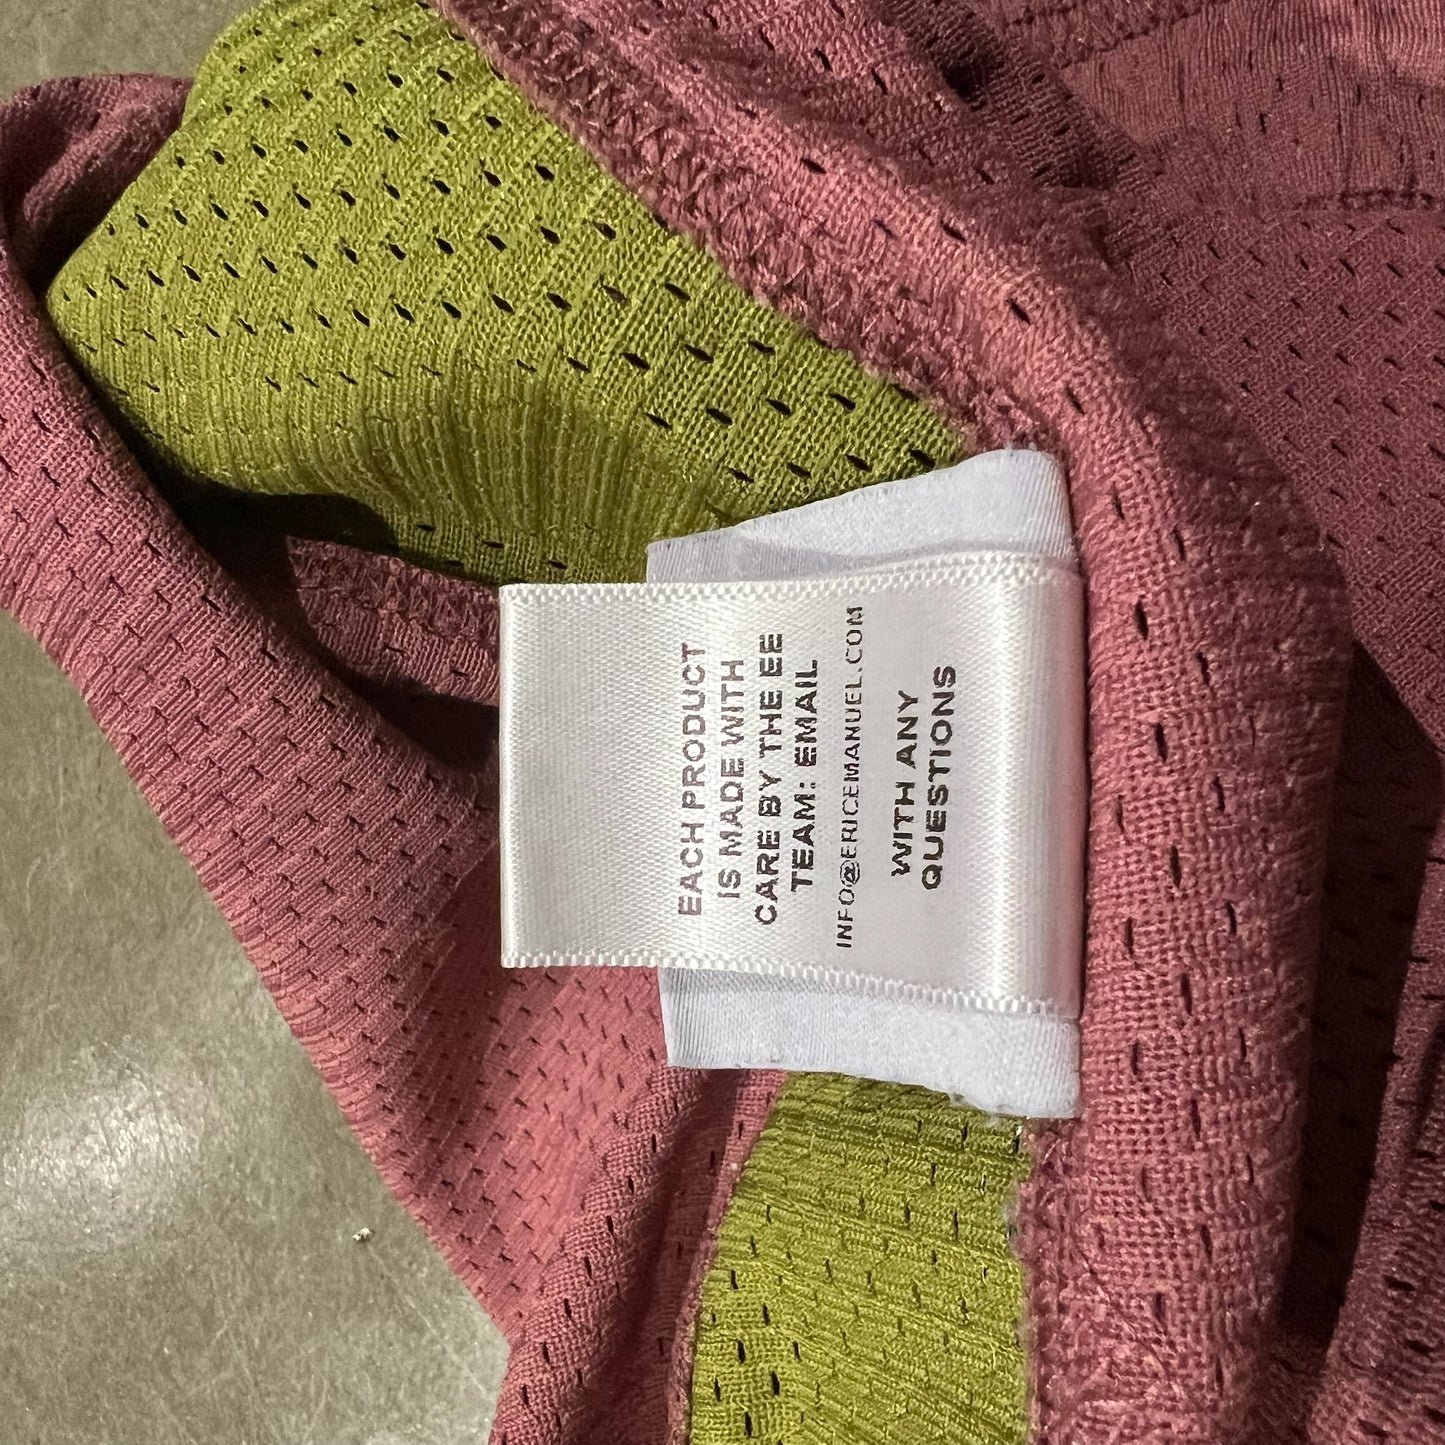 EACH PRODUCT
IS MADE WITH
CARE BY THE EE
TEAM: EMAIL
INFO@ERICEMANUEL.COM
WITH ANY
QUESTIONS